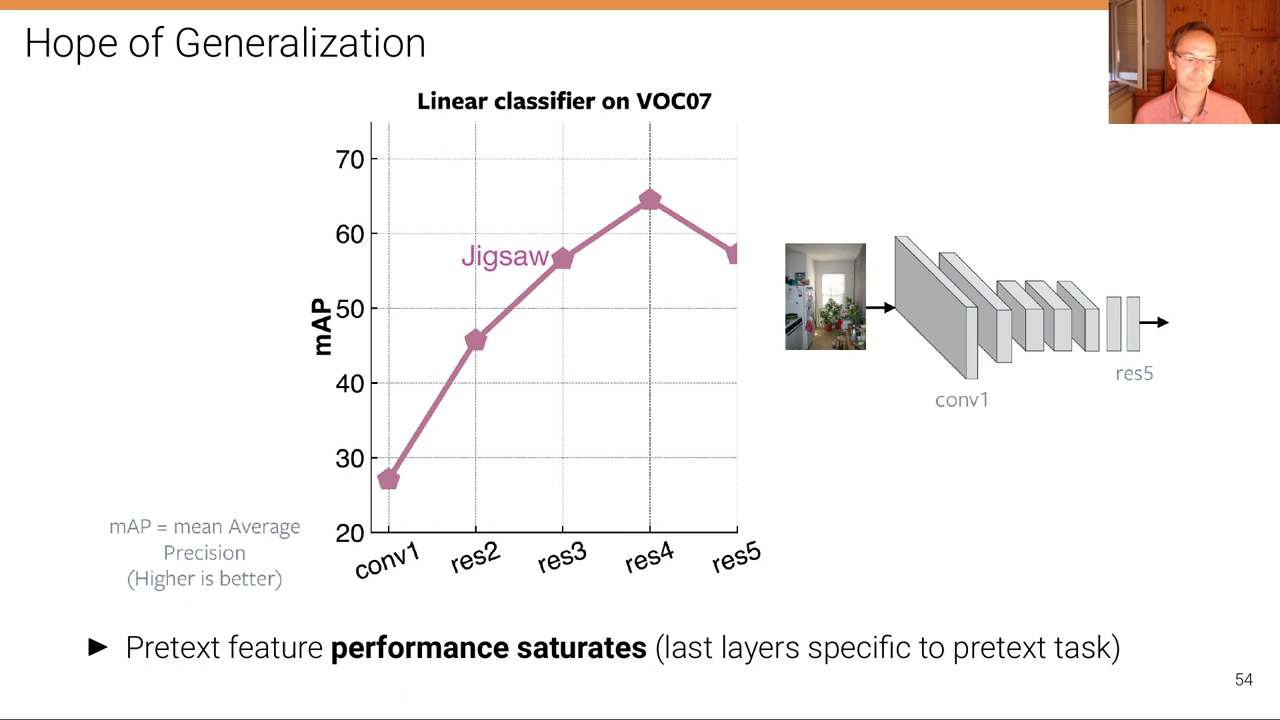 Hope of Generalization
Linear classifier on VOC07
70
60
50
40
30
20
mAP
Jigsaw
conv1
res2
res3
res4
res5
conv1
res5
mAP = mean Average
Precision
(Higher is better)
► Pretext feature performance saturates (last layers specific to pretext task)
54